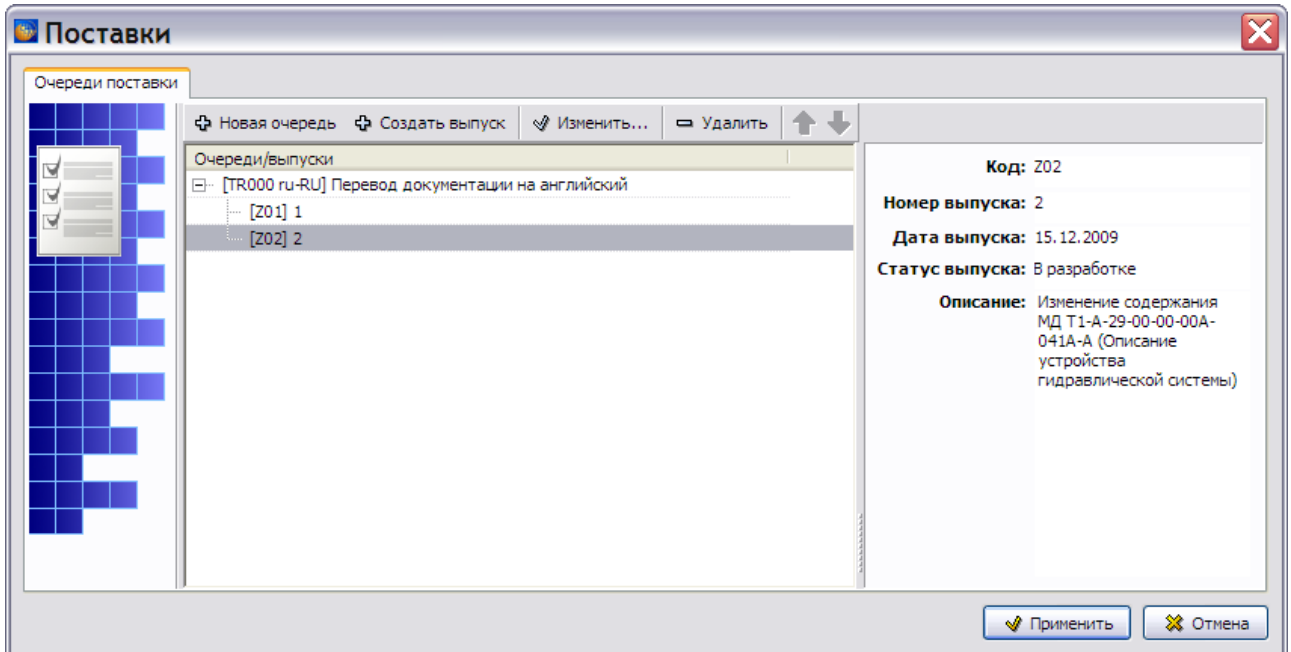 Поставки
Очереди поставки
Новая очередь Создать выпуск Изменить... Удалить
Очереди/выпуски
[TR000 ru-RU] Перевод документации на английский
[Z01] 1
[Z02] 2
Код: Z02
Номер выпуска: 2
Дата выпуска: 15.12.2009
Статус выпуска: В разработке
Описание: Изменение содержания
МД T1-A-29-00-00-00A-
041A-A (Описание
устройства
гидравлической системы)
Применить Отмена